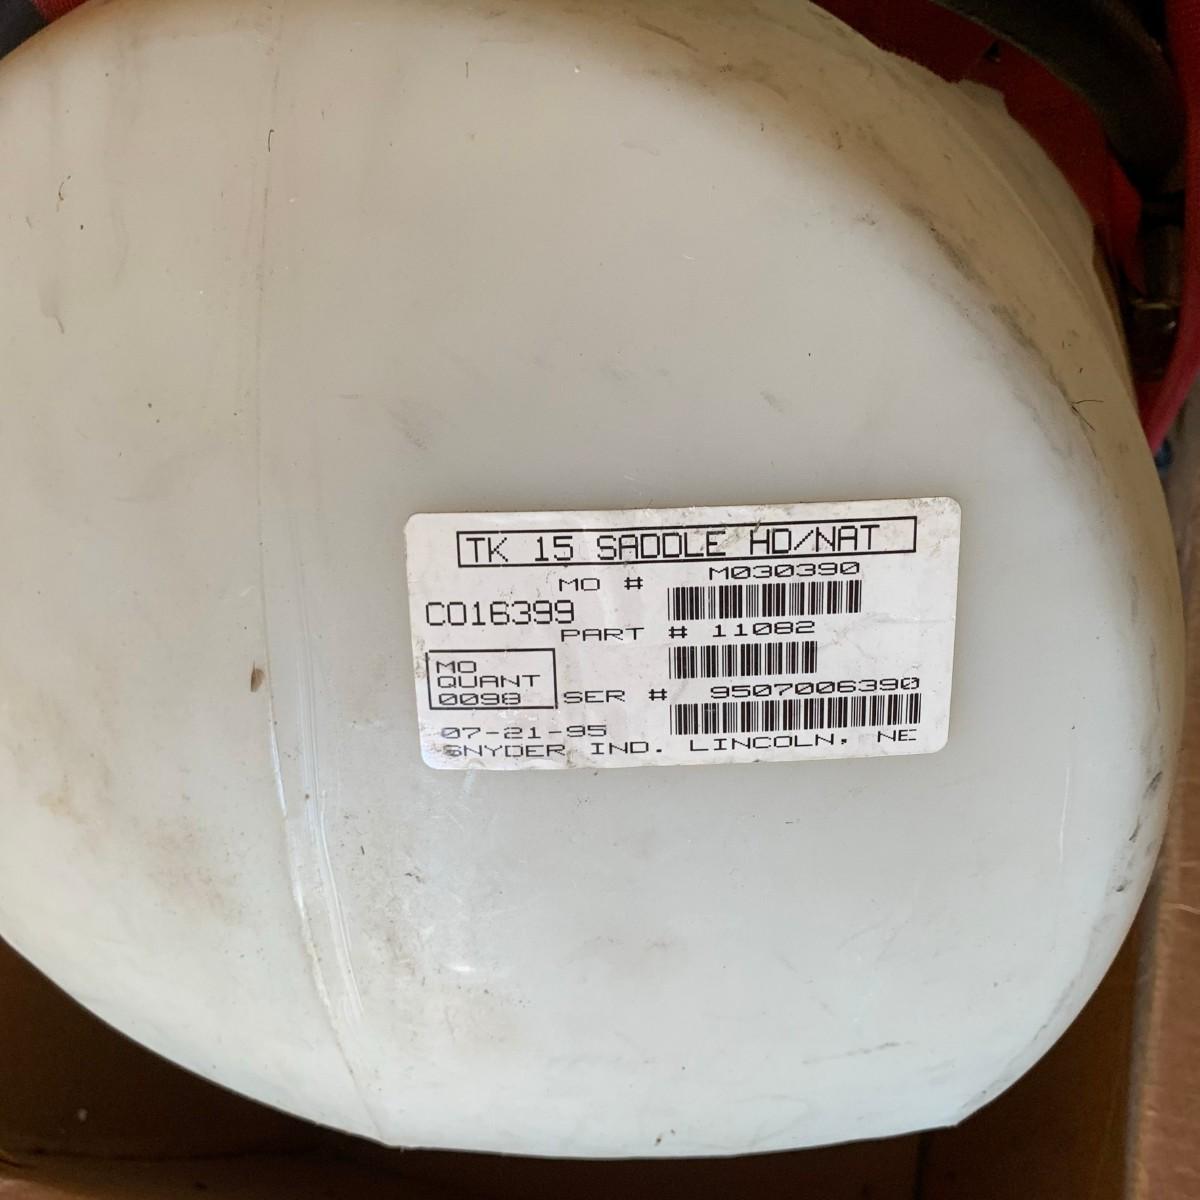 TK 15 SADDLE HD/NAT
MO # M030390
C016399
PART # 11082
MO
QUANT
0098
SER # 9507006390
07-21-95
SNYDER IND. LINCOLN, NE